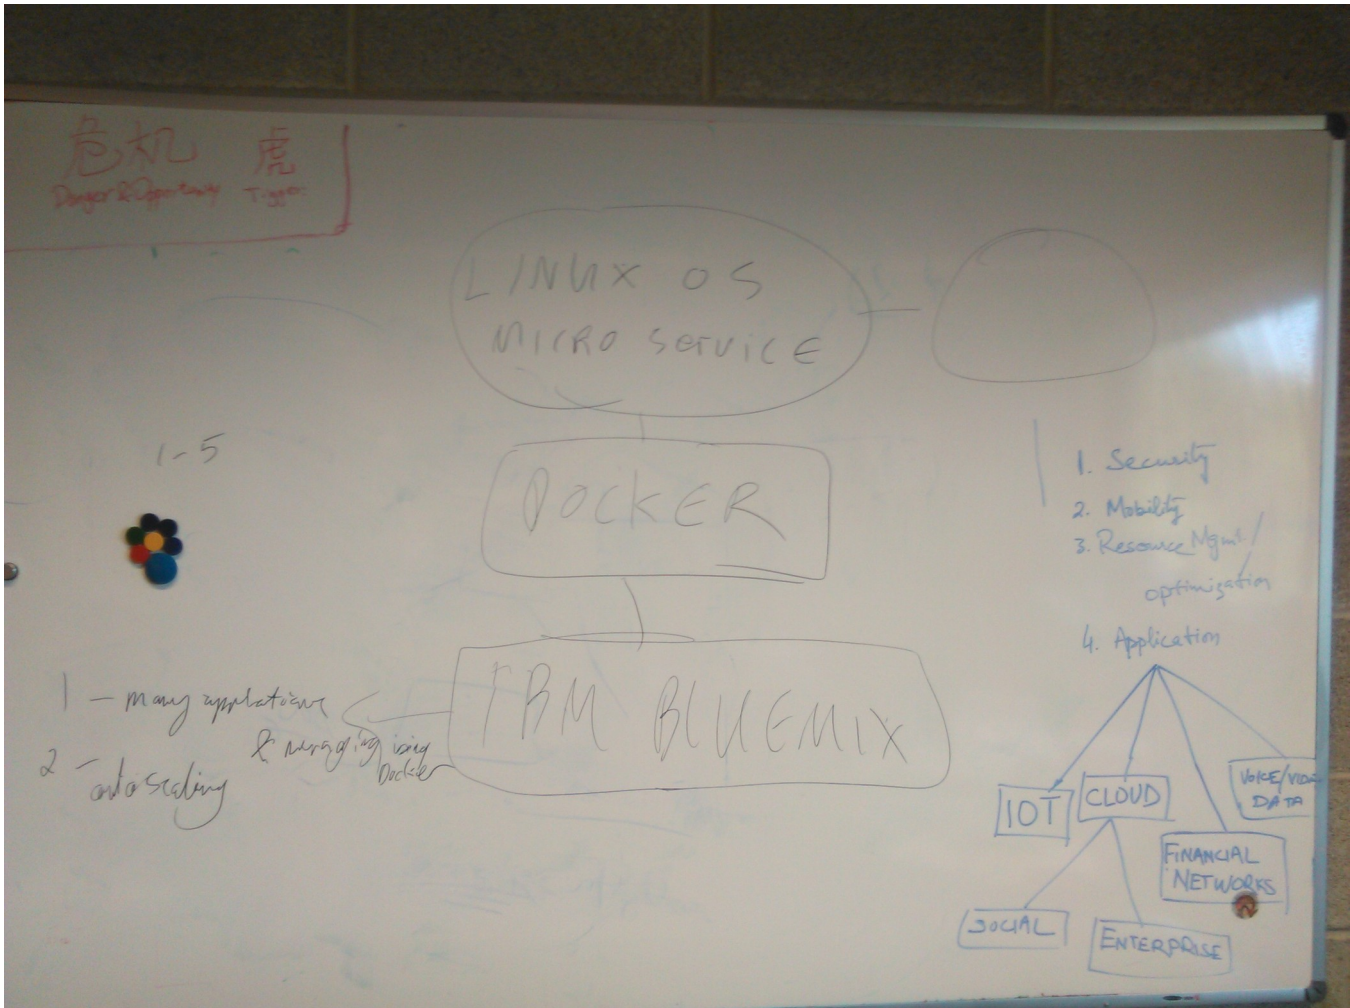 危机 虎
Danger & Opportunity Tigger
LINUX OS
MICRO SERVICE
1-5
DOCKER
1. Security
2. Mobility
3. Resource Mgmt/
optimization
4. Application
IBM BLUEMIX
1 - many applications
& managing using
Docker
2 - auto scaling
IOT
CLOUD
VOICE/VIDEO
DATA
FINANCIAL
NETWORKS
SOCIAL
ENTERPRISE